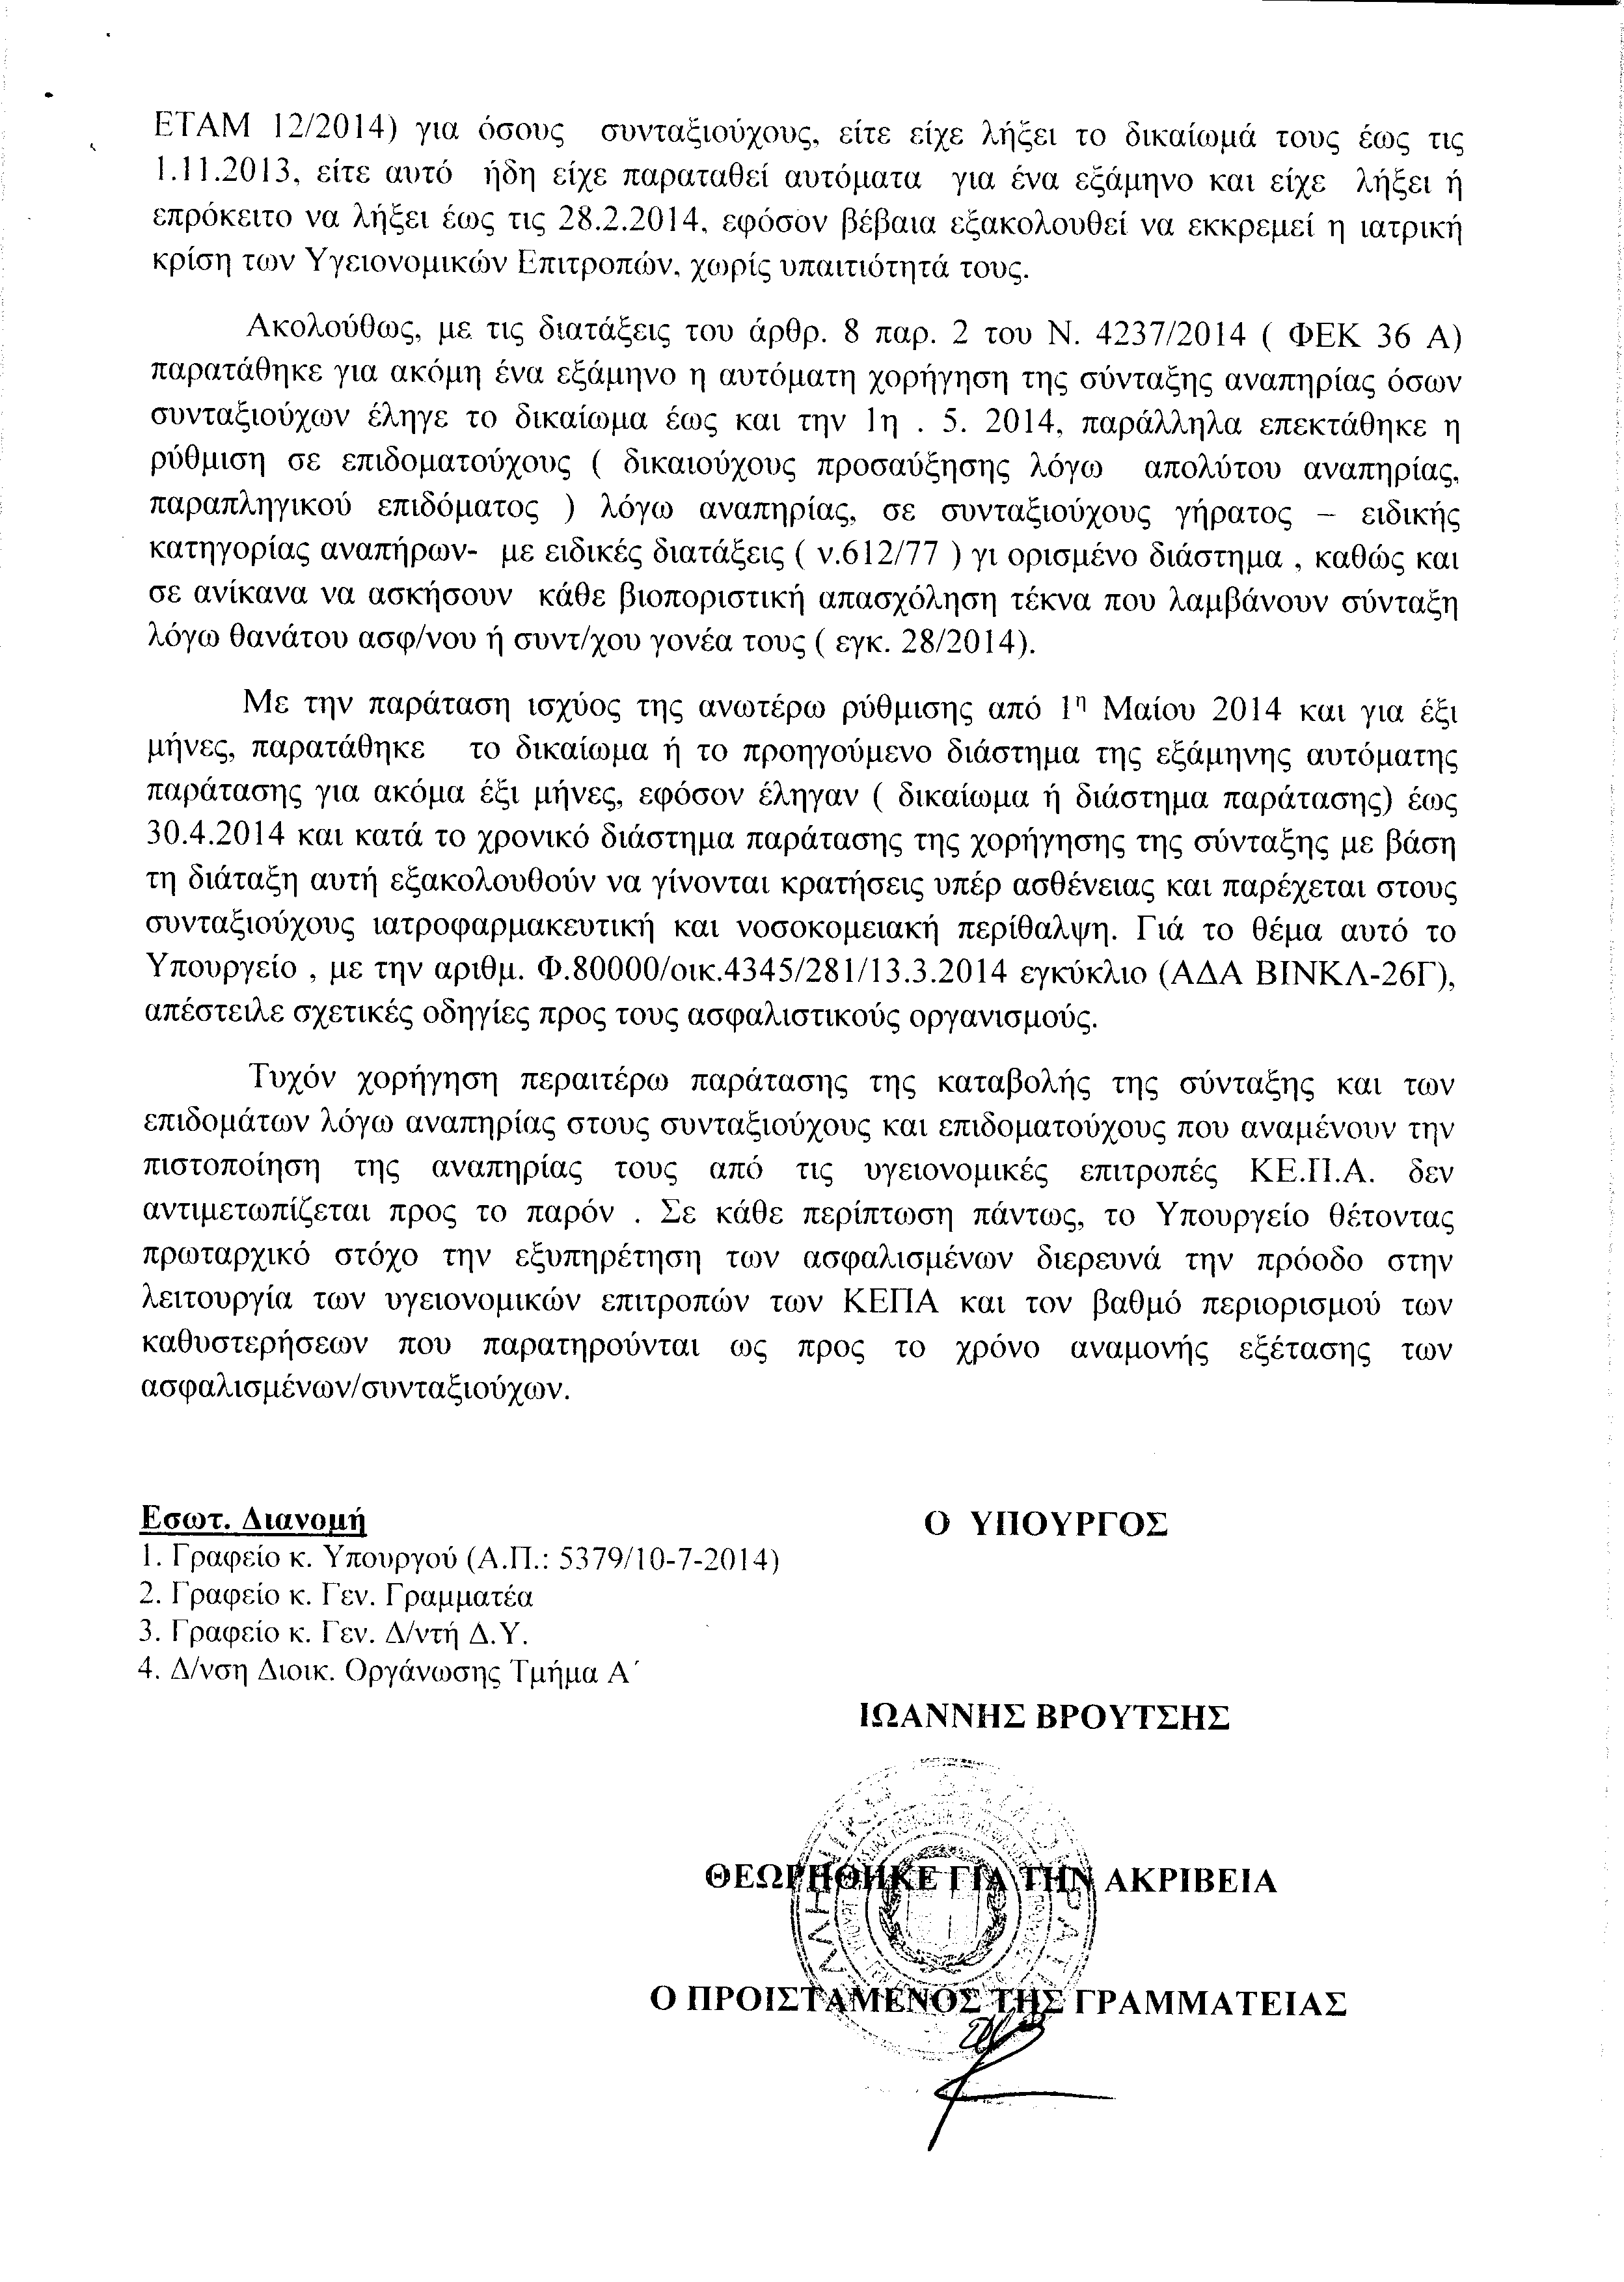 ΕΤΑΜ 12/2014) για όσους συνταξιούχους, είτε είχε λήξει το δικαίωμά τους έως τις
1.11.2013, είτε αυτό ήδη είχε παραταθεί αυτόματα για ένα εξάμηνο και είχε λήξει ή
επρόκειτο να λήξει έως τις 28.2.2014, εφόσον βέβαια εξακολουθεί να εκκρεμεί η ιατρική
κρίση των Υγειονομικών Επιτροπών, χωρίς υπαιτιότητά τους.
Ακολούθως, με τις διατάξεις του άρθρ. 8 παρ. 2 του Ν. 4237/2014 ( ΦΕΚ 36 Α)
παρατάθηκε για ακόμη ένα εξάμηνο η αυτόματη χορήγηση της σύνταξης αναπηρίας όσων
συνταξιούχων έληγε το δικαίωμα έως και την 1η . 5. 2014, παράλληλα επεκτάθηκε η
ρύθμιση σε επιδοματούχους ( δικαιούχους προσαύξησης λόγω απολύτου αναπηρίας,
παραπληγικού επιδόματος ) λόγω αναπηρίας, σε συνταξιούχους γήρατος – ειδικής
κατηγορίας αναπήρων- με ειδικές διατάξεις ( ν.612/77 ) γι ορισμένο διάστημα , καθώς και
σε ανίκανα να ασκήσουν κάθε βιοποριστική απασχόληση τέκνα που λαμβάνουν σύνταξη
λόγω θανάτου ασφ/νου ή συντ/χου γονέα τους ( εγκ. 28/2014).
Με την παράταση ισχύος της ανωτέρω ρύθμισης από 1η Μαίου 2014 και για έξι
μήνες, παρατάθηκε το δικαίωμα ή το προηγούμενο διάστημα της εξάμηνης αυτόματης
παράτασης για ακόμα έξι μήνες, εφόσον έληγαν ( δικαίωμα ή διάστημα παράτασης) έως
30.4.2014 και κατά το χρονικό διάστημα παράτασης της χορήγησης της σύνταξης με βάση
τη διάταξη αυτή εξακολουθούν να γίνονται κρατήσεις υπέρ ασθένειας και παρέχεται στους
συνταξιούχους ιατροφαρμακευτική και νοσοκομειακή περίθαλψη. Γιά το θέμα αυτό το
Υπουργείο , με την αριθμ. Φ.80000/οικ.4345/281/13.3.2014 εγκύκλιο (ΑΔΑ ΒΙΝΚΛ-26Γ),
απέστειλε σχετικές οδηγίες προς τους ασφαλιστικούς οργανισμούς.
Τυχόν χορήγηση περαιτέρω παράτασης της καταβολής της σύνταξης και των
επιδομάτων λόγω αναπηρίας στους συνταξιούχους και επιδοματούχους που αναμένουν την
πιστοποίηση της αναπηρίας τους από τις υγειονομικές επιτροπές ΚΕ.Π.Α. δεν
αντιμετωπίζεται προς το παρόν . Σε κάθε περίπτωση πάντως, το Υπουργείο θέτοντας
πρωταρχικό στόχο την εξυπηρέτηση των ασφαλισμένων διερευνά την πρόοδο στην
λειτουργία των υγειονομικών επιτροπών των ΚΕΠΑ και τον βαθμό περιορισμού των
καθυστερήσεων που παρατηρούνται ως προς το χρόνο αναμονής εξέτασης των
ασφαλισμένων/συνταξιούχων.
Εσωτ. Διανομή
1. Γραφείο κ. Υπουργού (Α.Π.: 5379/10-7-2014)
2. Γραφείο κ. Γεν. Γραμματέα
3. Γραφείο κ. Γεν. Δ/ντή Δ.Υ.
4. Δ/νση Διοικ. Οργάνωσης Τμήμα Α΄
Ο ΥΠΟΥΡΓΟΣ
ΙΩΑΝΝΗΣ ΒΡΟΥΤΣΗΣ
ΘΕΩΡΗΘΗΚΕ ΓΙΑ ΤΗΝ ΑΚΡΙΒΕΙΑ
Ο ΠΡΟΙΣΤΑΜΕΝΟΣ ΤΗΣ ΓΡΑΜΜΑΤΕΙΑΣ